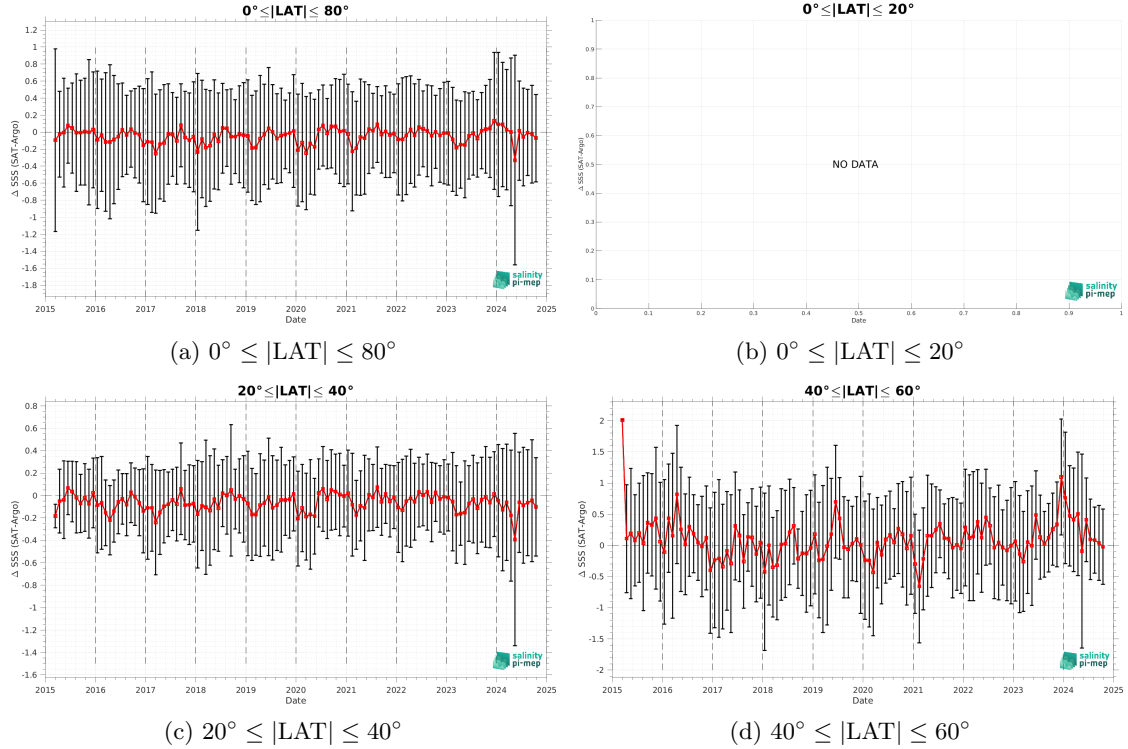 0°≤|LAT|≤ 80°
1.2
1
0.8
0.6
0.4
0.2
0
-0.2
-0.4
-0.6
-0.8
-1
-1.2
-1.4
-1.6
-1.8
Δ SSS (SAT-Argo)
2015 2016 2017 2018 2019 2020 2021 2022 2023 2024 2025
Date
salinity
pi-mep
(a) 0° ≤ |LAT| ≤ 80°
0°≤|LAT|≤ 20°
1
0.9
0.8
0.7
0.6
0.5
0.4
0.3
0.2
0.1
0
Δ SSS (SAT-Argo)
NO DATA
0 0.1 0.2 0.3 0.4 0.5 0.6 0.7 0.8 0.9 1
Date
salinity
pi-mep
(b) 0° ≤ |LAT| ≤ 20°
20°≤|LAT|≤ 40°
0.8
0.6
0.4
0.2
0
-0.2
-0.4
-0.6
-0.8
-1
-1.2
-1.4
-1.6
Δ SSS (SAT-Argo)
2015 2016 2017 2018 2019 2020 2021 2022 2023 2024 2025
Date
salinity
pi-mep
(c) 20° ≤ |LAT| ≤ 40°
40°≤|LAT|≤ 60°
2
1.5
1
0.5
0
-0.5
-1
-1.5
-2
Δ SSS (SAT-Argo)
2015 2016 2017 2018 2019 2020 2021 2022 2023 2024 2025
Date
salinity
pi-mep
(d) 40° ≤ |LAT| ≤ 60°